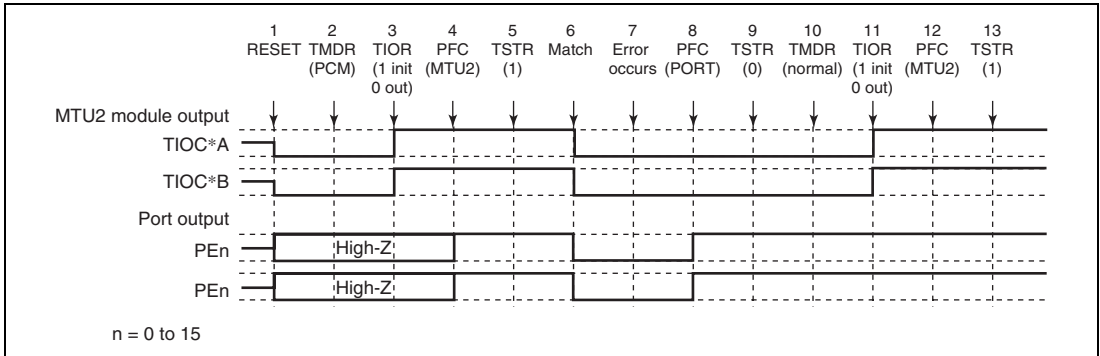 1 2 3 4 5 6 7 8 9 10 11 12 13
RESET TMDR TIOR PFC TSTR Match Error PFC TSTR TMDR TIOR PFC TSTR
(PCM) (1 init (MTU2) (1) occurs (PORT) (0) (normal) (1 init (MTU2) (1)
0 out) 0 out)
MTU2 module output
TIOC*A
TIOC*B
Port output
PEn High-Z
PEn High-Z
n = 0 to 15